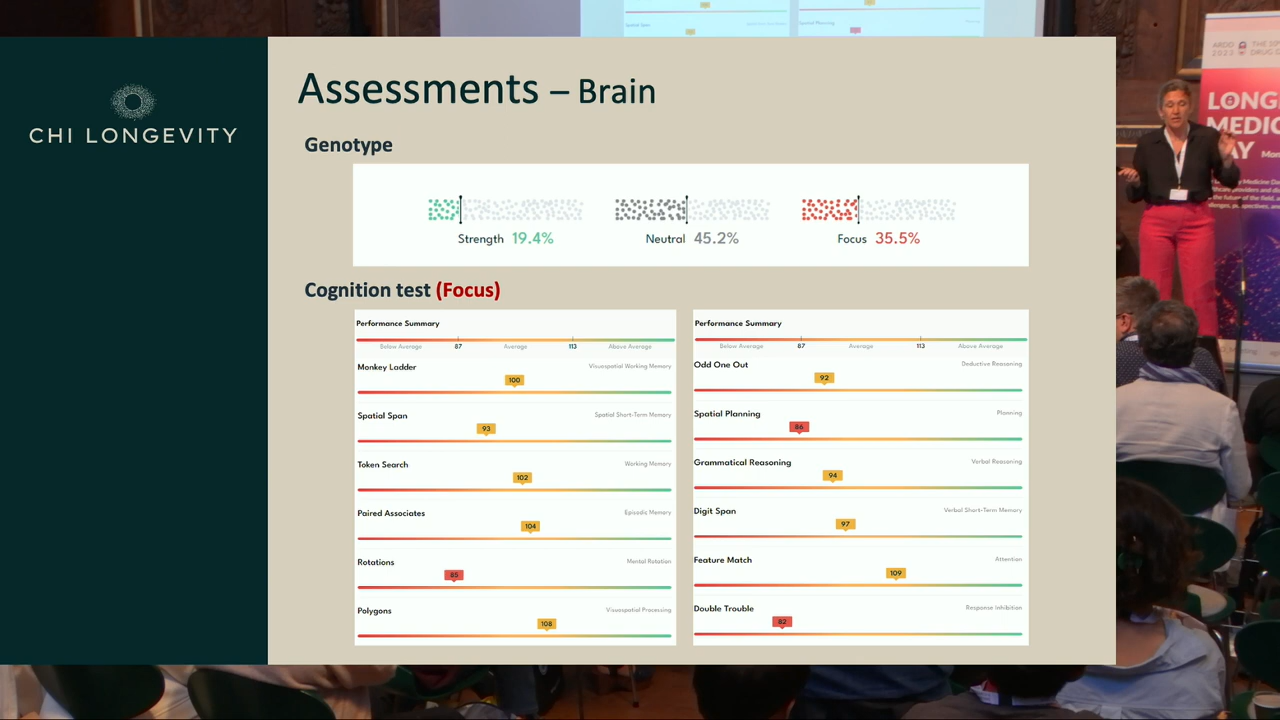 CHI LONGEVITY
Assessments – Brain
Genotype
Strength 19.4%
Neutral 45.2%
Focus 35.5%
Cognition test (Focus)
Performance Summary
Below Average 87 Average 113 Above Average
Monkey Ladder Visuospatial Working Memory
100
Spatial Span Spatial Short-Term Memory
93
Token Search Working Memory
102
Paired Associates Episodic Memory
104
Rotations Mental Rotation
85
Polygons Visuospatial Processing
108
Performance Summary
Below Average 87 Average 113 Above Average
Odd One Out Deductive Reasoning
92
Spatial Planning Planning
86
Grammatical Reasoning Verbal Reasoning
94
Digit Span Verbal Short-Term Memory
97
Feature Match Attention
109
Double Trouble Response Inhibition
82
ARDD
2023
LONG
MEDIC
AY Mon